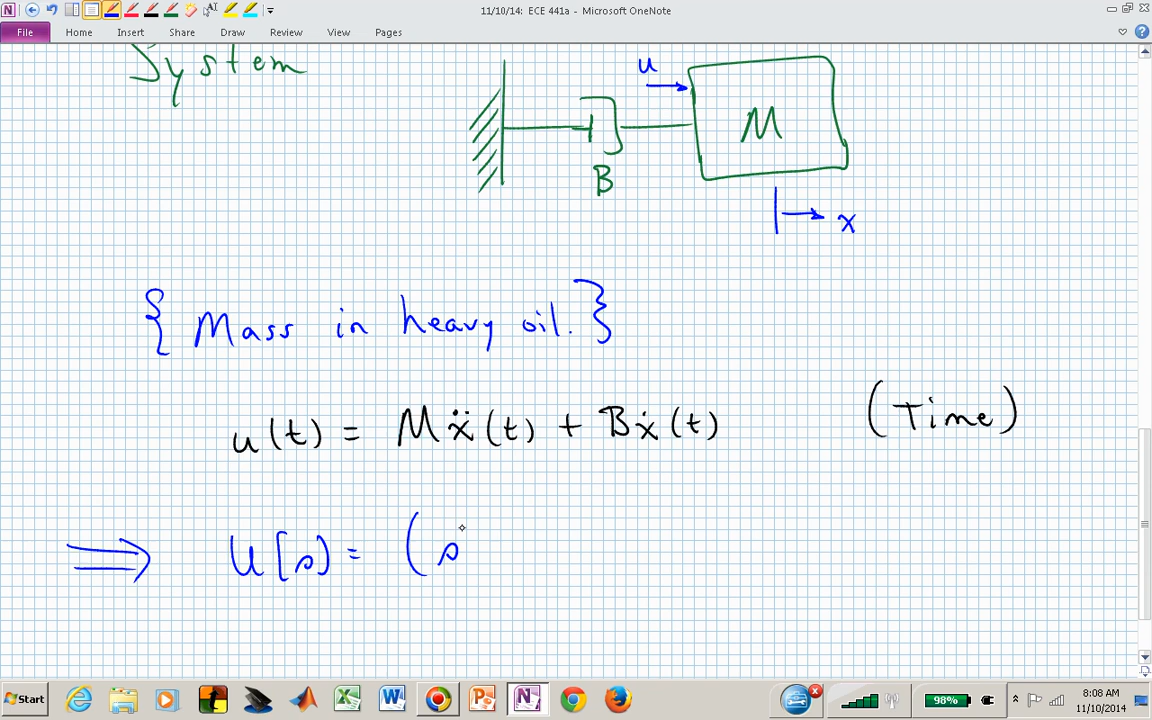 11/10/14: ECE 441a - Microsoft OneNote
File Home Insert Share Draw Review View Pages
System
u
M
B
x
{ Mass in heavy oil. }
u(t) = Mẍ(t) + Bẋ(t) (Time)
⇒ U[s) = (s
Start
98%
8:08 AM
11/10/2014